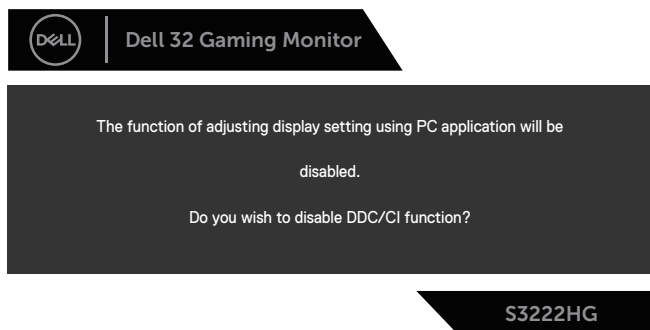 DELL
Dell 32 Gaming Monitor
The function of adjusting display setting using PC application will be
disabled.
Do you wish to disable DDC/CI function?
S3222HG